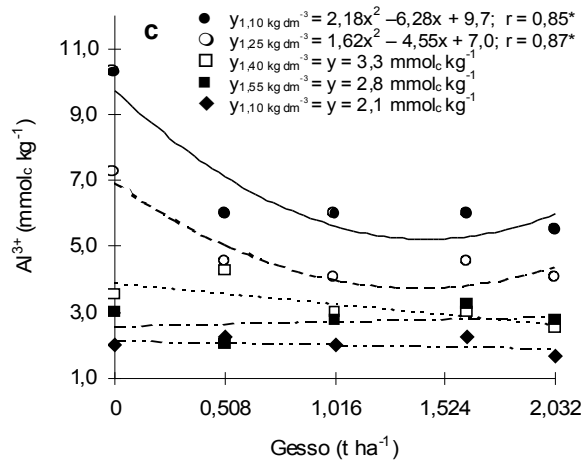 c
y1,10 kg dm⁻³ = 2,18x² –6,28x + 9,7; r = 0,85*
y1,25 kg dm⁻³ = 1,62x² – 4,55x + 7,0; r = 0,87*
y1,40 kg dm⁻³ = y = 3,3 mmolc kg⁻¹
y1,55 kg dm⁻³ = y = 2,8 mmolc kg⁻¹
y1,10 kg dm⁻³ = y = 2,1 mmolc kg⁻¹
Al³⁺ (mmolc kg⁻¹)
11,0
9,0
7,0
5,0
3,0
1,0
0 0,508 1,016 1,524 2,032
Gesso (t ha⁻¹)